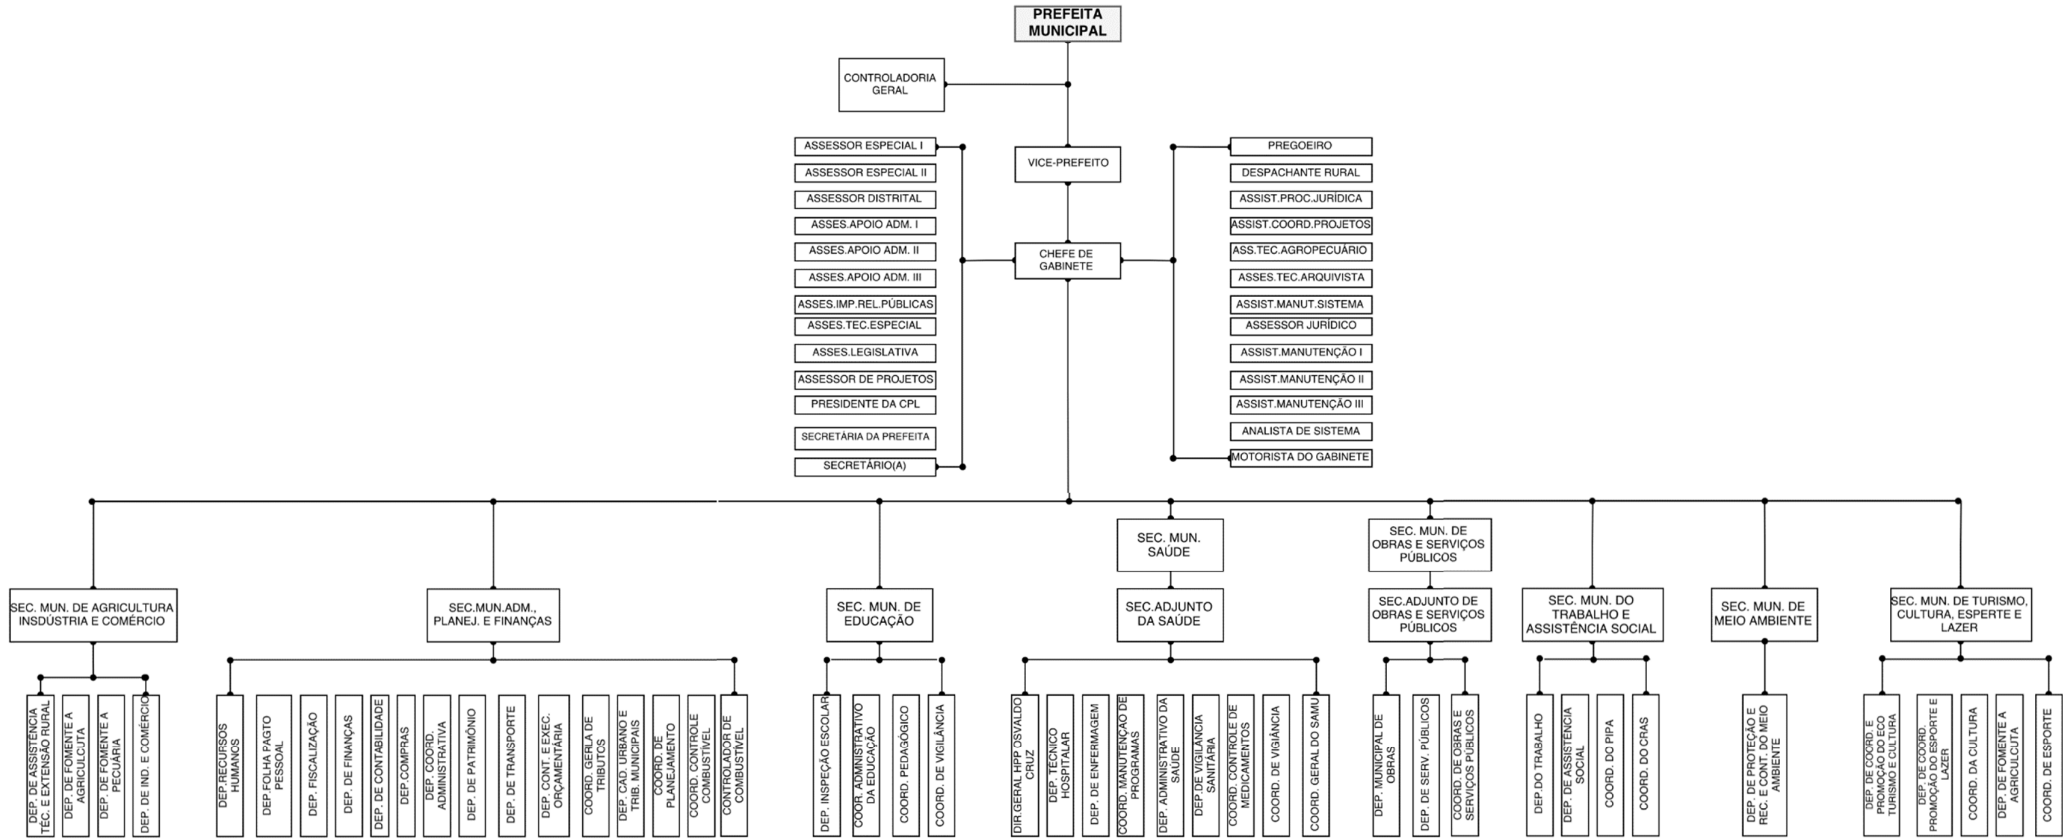 PREFEITA
MUNICIPAL
CONTROLADORIA
GERAL
VICE-PREFEITO
CHEFE DE
GABINETE
ASSESSOR ESPECIAL I
ASSESSOR ESPECIAL II
ASSESSOR DISTRITAL
ASSES.APOIO ADM. I
ASSES.APOIO ADM. II
ASSES.APOIO ADM. III
ASSES.IMP.REL.PÚBLICAS
ASSES.TEC.ESPECIAL
ASSES.LEGISLATIVA
ASSESSOR DE PROJETOS
PRESIDENTE DA CPL
SECRETÁRIA DA PREFEITA
SECRETÁRIO(A)
PREGOEIRO
DESPACHANTE RURAL
ASSIST.PROC.JURÍDICA
ASSIST.COORD.PROJETOS
ASS.TEC.AGROPECUÁRIO
ASSES.TEC.ARQUIVISTA
ASSIST.MANUT.SISTEMA
ASSESSOR JURÍDICO
ASSIST.MANUTENÇÃO I
ASSIST.MANUTENÇÃO II
ASSIST.MANUTENÇÃO III
ANALISTA DE SISTEMA
MOTORISTA DO GABINETE
SEC. MUN. DE AGRICULTURA
INSDÚSTRIA E COMÉRCIO
SEC.MUN.ADM.,
PLANEJ. E FINANÇAS
SEC. MUN. DE
EDUCAÇÃO
SEC. MUN.
SAÚDE
SEC.ADJUNTO
DA SAÚDE
SEC. MUN. DE
OBRAS E SERVIÇOS
PÚBLICOS
SEC.ADJUNTO DE
OBRAS E SERVIÇOS
PÚBLICOS
SEC. MUN. DO
TRABALHO E
ASSISTÊNCIA SOCIAL
SEC. MUN. DE
MEIO AMBIENTE
SEC. MUN. DE TURISMO,
CULTURA, ESPERTE E
LAZER
DEP. DE ASSISTÊNCIA
TÉC. E EXTENSÃO RURAL
DEP. DE FOMENTE A
AGRICULCUTA
DEP. DE FOMENTE A
PECUÁRIA
DEP. DE IND. E COMÉRCIO
DEP.RECURSOS
HUMANOS
DEP.FOLHA PAGTO
PESSOAL
DEP. FISCALIZAÇÃO
DEP. DE FINANÇAS
DEP. DE CONTABILIDADE
DEP.COMPRAS
DEP. COORD.
ADMINISTRATIVA
DEP. DE PATRIMÔNIO
DEP. DE TRANSPORTE
DEP. CONT. E EXEC.
ORÇAMENTÁRIA
COORD. GERLA DE
TRIBUTOS
DEP. CAD. URBANO E
TRIB. MUNICIPAIS
COORD. DE
PLANEJAMENTO
COORD. CONTROLE
COMBUSTÍVEL
CONTROLADOR DE
COMBUSTÍVEL
DEP. INSPEÇÃO ESCOLAR
COOR. ADMNISTRATIVO
DA EDUCAÇÃO
COORD. PEDAGÓGICO
COORD. DE VIGILÂNCIA
DIR.GERAL HPP OSVALDO
CRUZ
DEP. TÉCNICO
HOSPITALAR
DEP. DE ENFERMAGEM
COORD. MANUTENÇÃO DE
PROGRAMAS
DEP. ADMINISTRATIVO DA
SAÚDE
DEP.DE VIGILÂNCIA
SANITÁRIA
COORD. CONTROLE DE
MEDICAMENTOS
COORD. DE VIGIÂNCIA
COORD. GERAL DO SAMU
DEP. MUNICIPAL DE
OBRAS
DEP. DE SERV. PÚBLICOS
COORD. DE OBRAS E
SERVIÇOS PÚBLICOS
DEP.DO TRABALHO
DEP. DE ASSISTENCIA
SOCIAL
COORD. DO PIPA
COORD. DO CRAS
DEP. DE PROTEÇÃO E
REC. E CONT. DO MEIO
AMBIENTE
DEP. DE COORD. E
PROMOÇÃO DO ECO
TURISMO E CULTURA
DEP. DE COORD.
PROMOÇÃO DO ESPORTE E
LAZER
COORD. DA CULTURA
DEP. DE FOMENTE A
AGRICULCUTA
COORD. DE ESPORTE